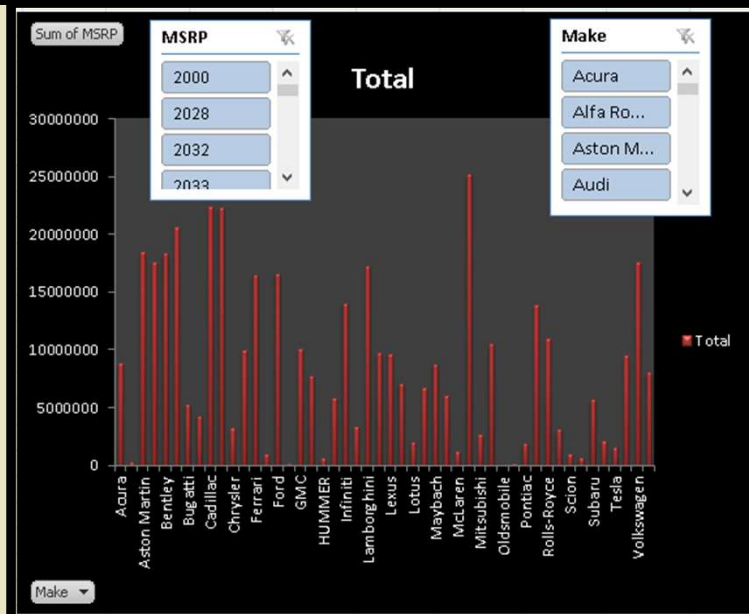 Sum of MSRP
MSRP
2000
2028
2032
2033
Make
Acura
Alfa Ro...
Aston M...
Audi
Total
30000000
25000000
20000000
15000000
10000000
5000000
0
Total
Acura
Aston Martin
Bentley
Bugatti
Cadillac
Chrysler
Ferrari
Ford
GMC
HUMMER
Infiniti
Lamborghini
Lexus
Lotus
Maybach
McLaren
Mitsubishi
Oldsmobile
Pontiac
Rolls-Royce
Scion
Subaru
Tesla
Volkswagen
Make